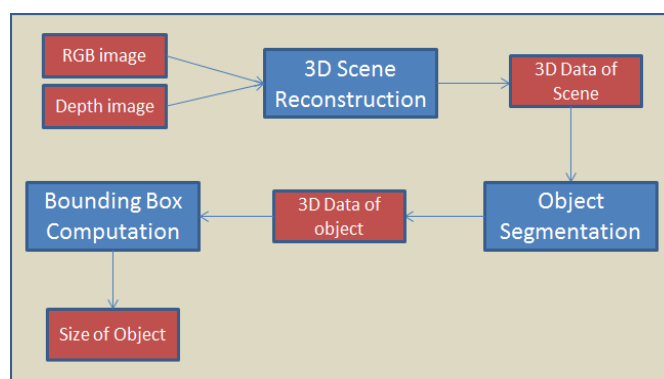 RGB image
Depth image
3D Scene
Reconstruction
3D Data of
Scene
Object
Segmentation
3D Data of
object
Bounding Box
Computation
Size of Object